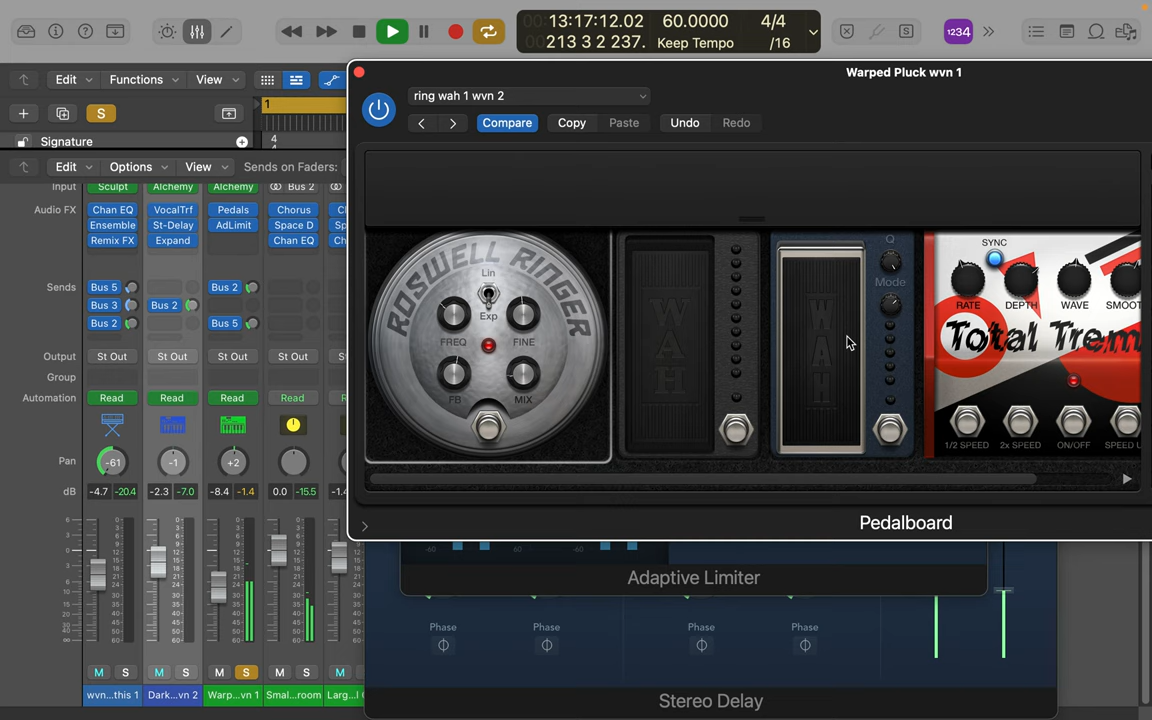 13:17:12.02 60.0000 4/4
213 3 2 237. Keep Tempo /16
1234
Edit Functions View
Warped Pluck wvn 1
ring wah 1 wvn 2
S 1
Compare Copy Paste Undo Redo
Signature 4
4
Edit Options View Sends on Faders:
Input Sculpt Alchemy Alchemy Bus 2
Audio FX Chan EQ VocalTrf Pedals Chorus
Ensemble St-Delay AdLimit Space D
Remix FX Expand Chan EQ
Sends Bus 5 Bus 2
Bus 3 Bus 2
Bus 2 Bus 5
Output St Out St Out St Out St Out
Group
Automation Read Read Read Read
Pan -61 -1 +2
dB -4.7 -20.4 -2.3 -7.0 -8.4 -1.4 0.0 -15.5
M S M S M S M S M
wvn...this 1 Dark...vn 2 Warp...vn 1 Smal...room
ROSWELL RINGER
Lin
Exp
FREQ FINE
FB MIX
WAH
WAH
Q
Mode
SYNC
RATE DEPTH WAVE
Total Trem
1/2 SPEED 2x SPEED ON/OFF
Pedalboard
-60 60 -60 60
Adaptive Limiter
Phase Phase Phase Phase
Stereo Delay